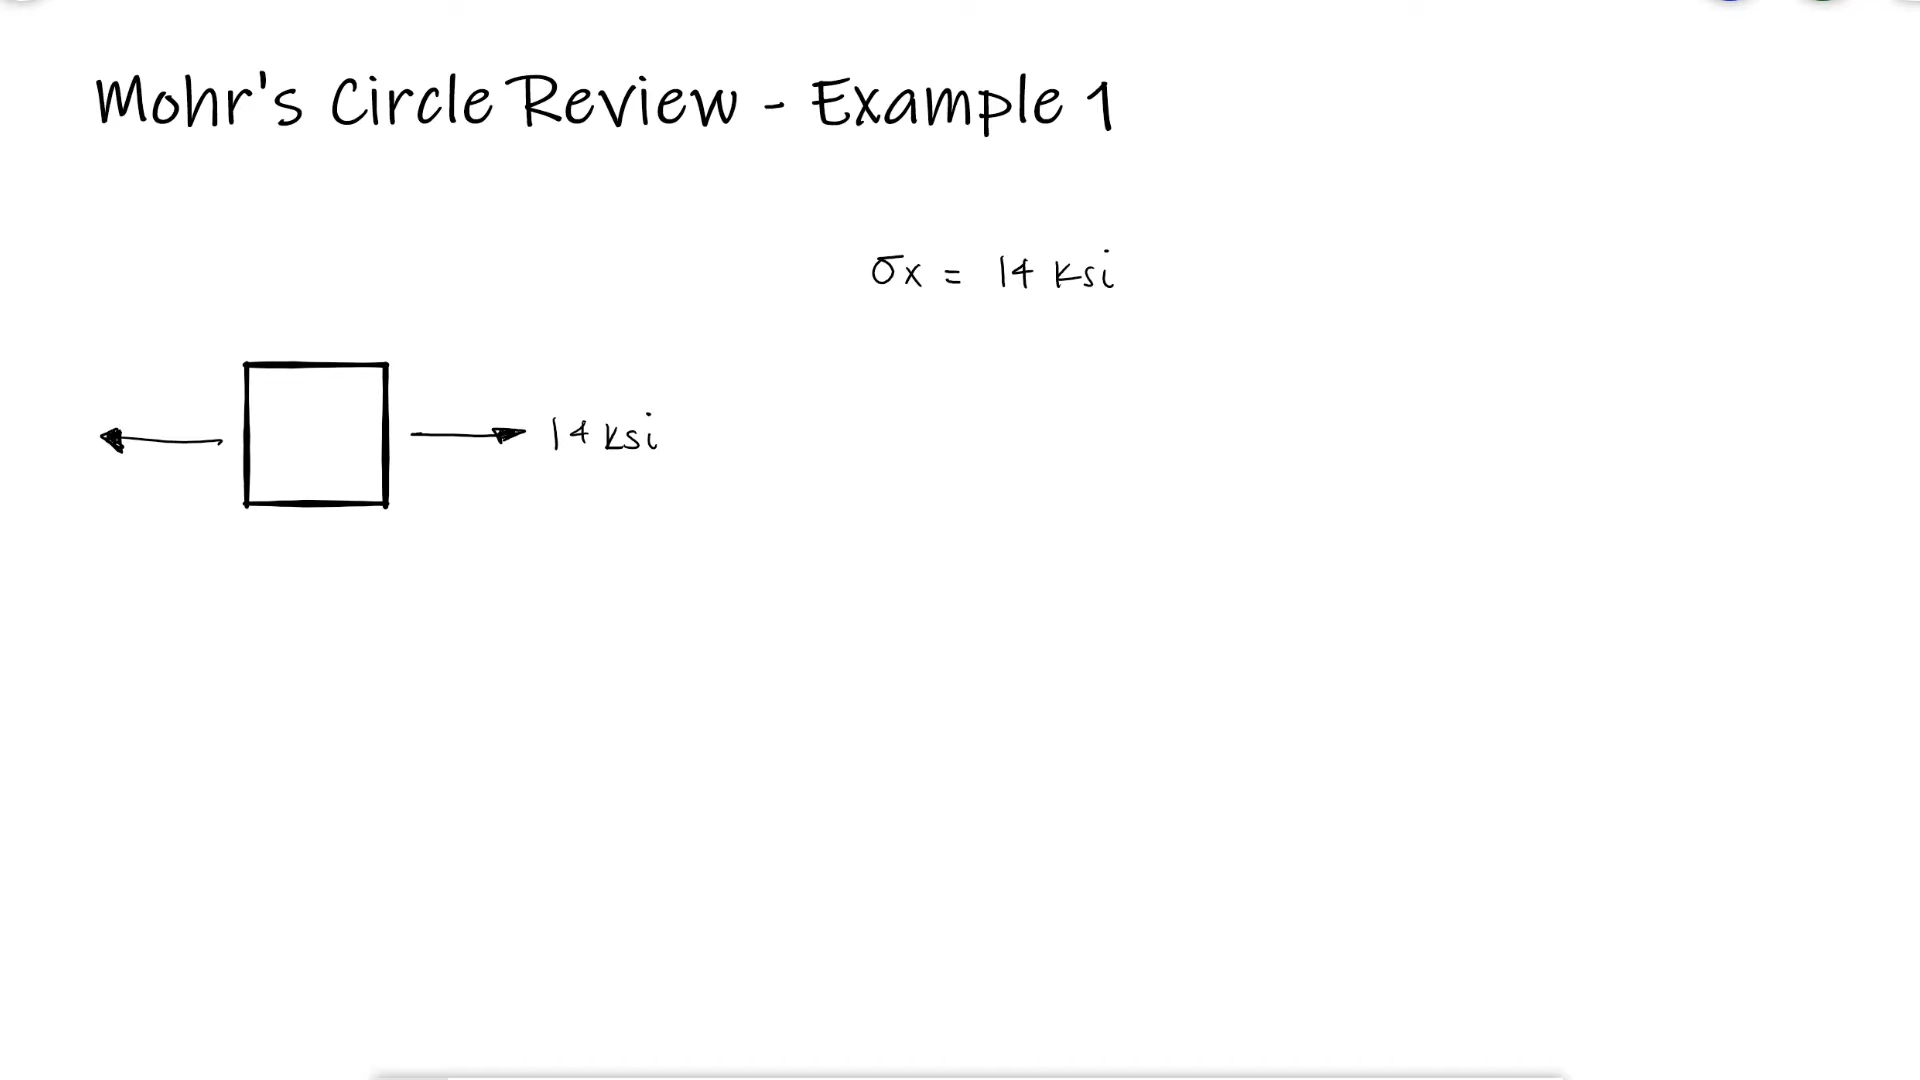 Mohr's Circle Review - Example 1
σx = 14 ksi
14 ksi